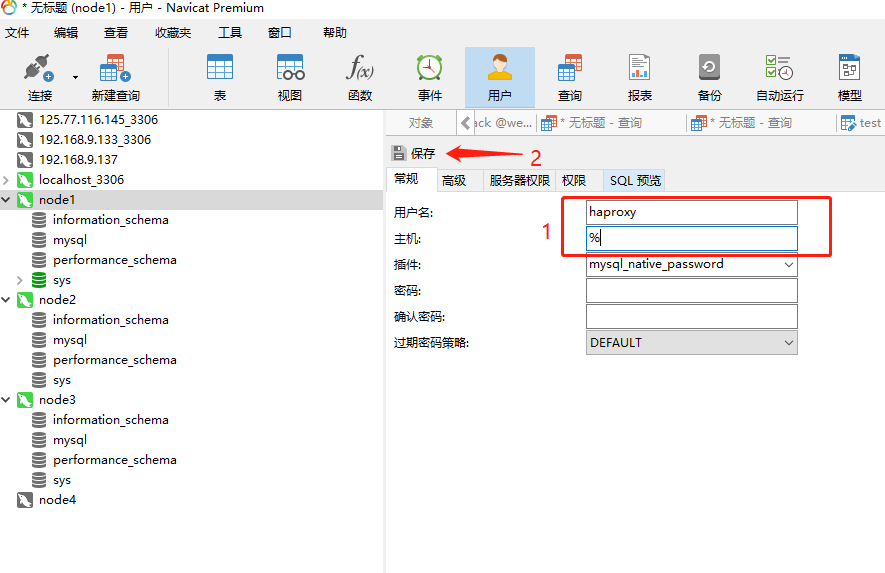 * 无标题 (node1) - 用户 - Navicat Premium
文件 编辑 查看 收藏夹 工具 窗口 帮助
连接 新建查询 表 视图 f(x) 函数 事件 用户 查询 报表 备份 自动运行 模型
125.77.116.145_3306
192.168.9.133_3306
192.168.9.137
localhost_3306
node1
information_schema
mysql
performance_schema
sys
node2
information_schema
mysql
performance_schema
sys
node3
information_schema
mysql
performance_schema
sys
node4
对象 ack @we... * 无标题 - 查询 * 无标题 - 查询 test
保存 2
常规 高级 服务器权限 权限 SQL 预览
用户名: haproxy
1
主机: %
插件: mysql_native_password
密码:
确认密码:
过期密码策略: DEFAULT